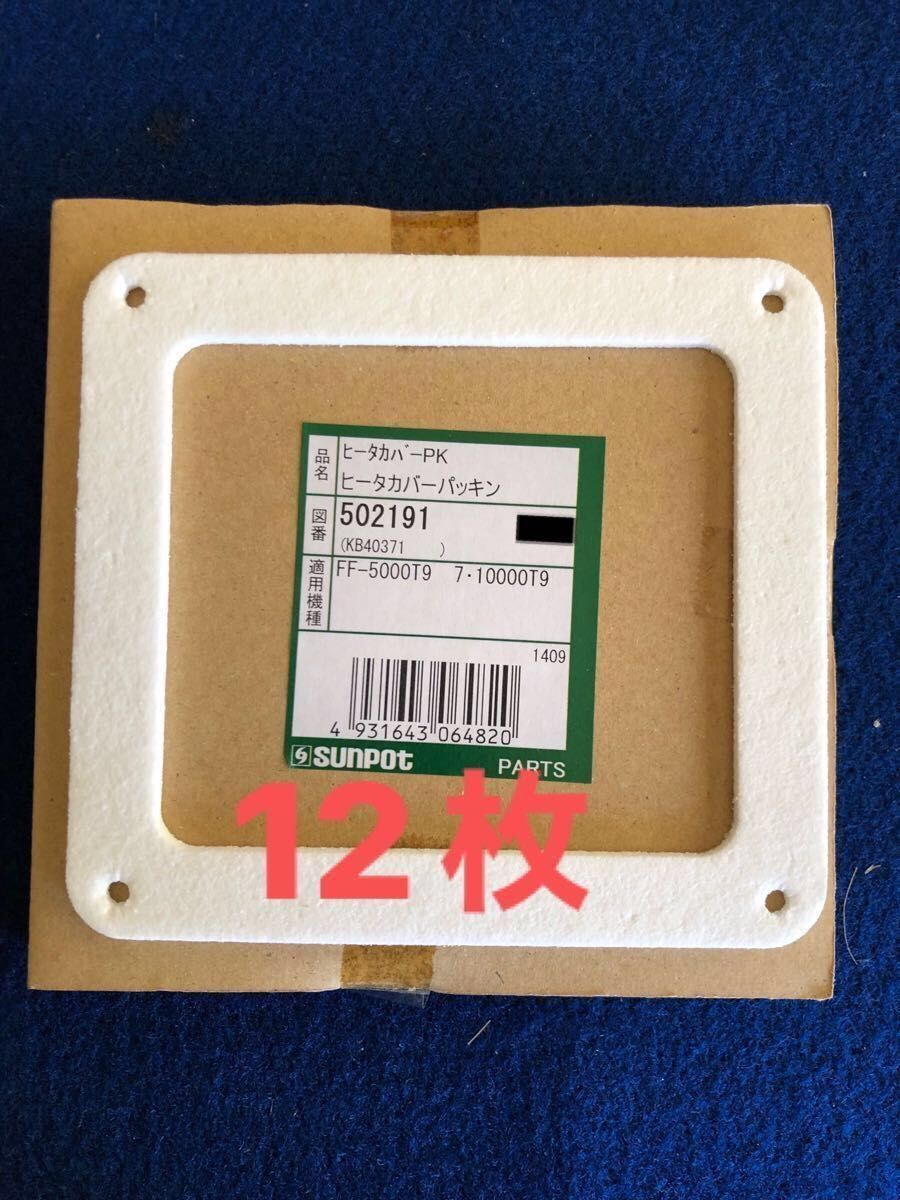 品名
ヒータカバーPK
ヒータカバーパッキン
図番
502191
(KB40371 )
適用機種
FF-5000T9 7・10000T9
1409
4 931643 064820
SUNPOT
PARTS
12枚